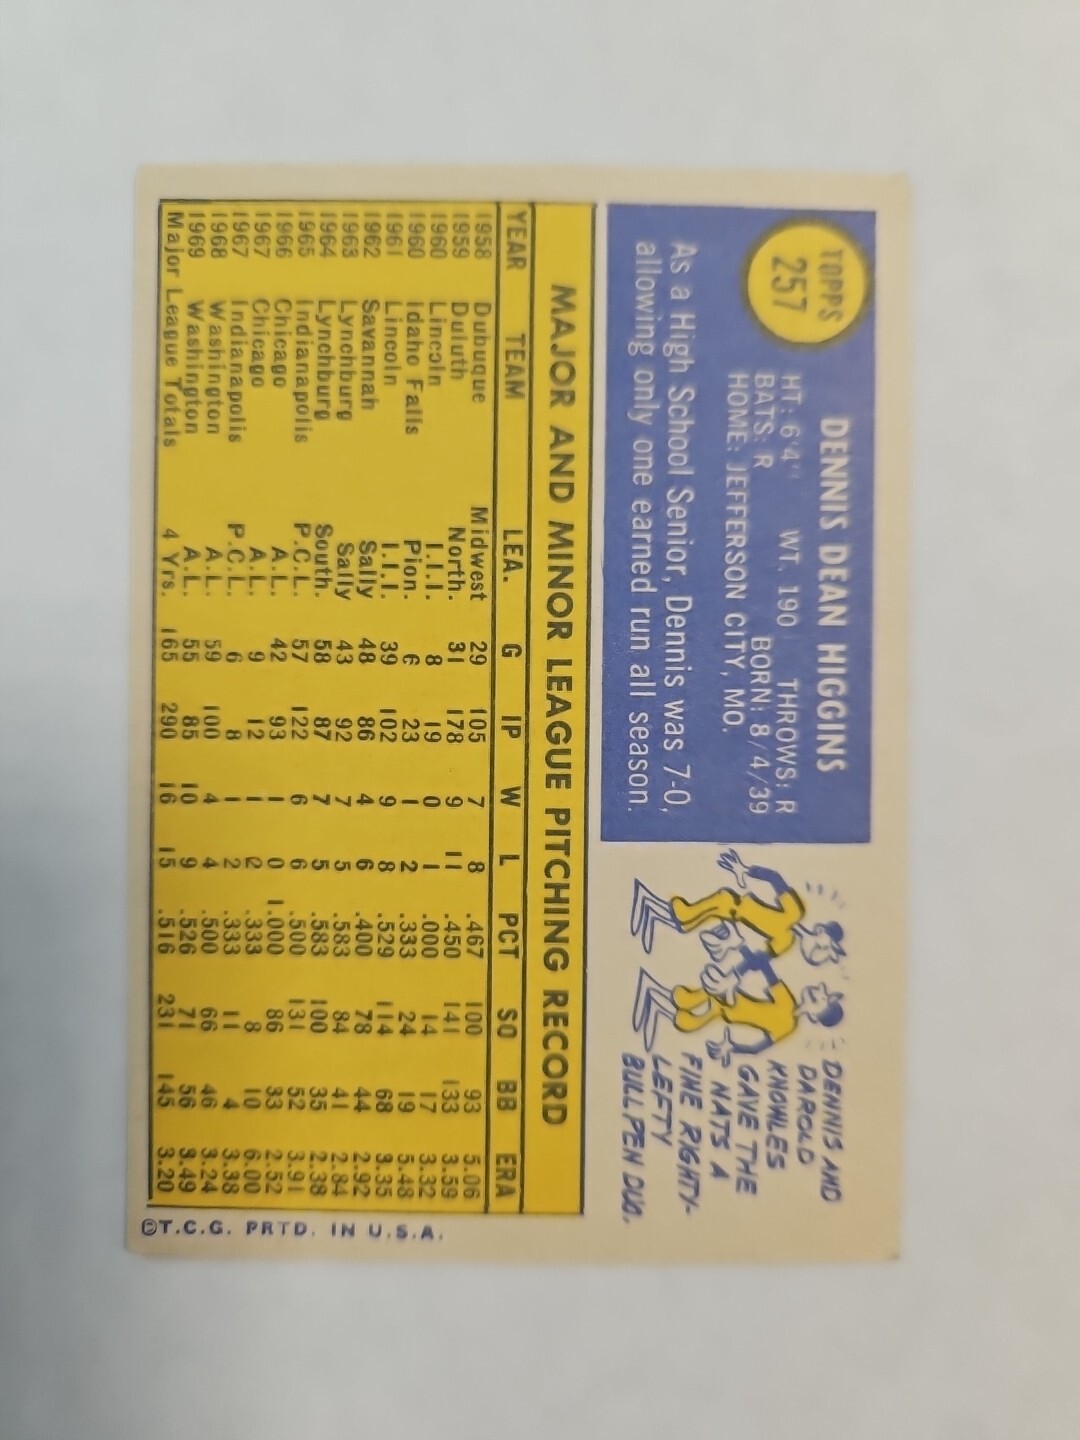 TOPPS
257
DENNIS DEAN HIGGINS
HT: 6'4" WT. 190 THROWS: R
BATS: R BORN: 8/4/39
HOME: JEFFERSON CITY, MO.
As a High School Senior, Dennis was 7-0,
allowing only one earned run all season.
DENNIS AND
DAROLD
KNOWLES
GAVE THE
NATS A
FINE RIGHTY-
LEFTY
BULLPEN DUO.
MAJOR AND MINOR LEAGUE PITCHING RECORD
YEAR TEAM LEA. G IP W L PCT SO BB ERA
1958 Dubuque Midwest 29 105 7 8 .467 100 93 5.06
1959 Duluth North. 31 178 9 11 .450 141 133 3.59
1960 Lincoln I.I.I. 8 19 0 1 .000 14 17 3.32
1960 Idaho Falls Pion. 6 23 1 2 .333 24 19 5.48
1961 Lincoln I.I.I. 39 102 9 8 .529 114 68 3.35
1962 Savannah Sally 48 86 4 6 .400 78 44 2.92
1963 Lynchburg Sally 43 92 7 5 .583 84 41 2.84
1964 Lynchburg South. 58 87 7 5 .583 100 35 2.38
1965 Indianapolis P.C.L. 57 122 6 6 .500 131 52 3.91
1966 Chicago A.L. 42 93 1 0 1.000 86 33 2.52
1967 Chicago A.L. 9 12 1 2 .333 8 10 6.00
1967 Indianapolis P.C.L. 6 8 1 2 .333 11 4 3.38
1968 Washington A.L. 59 100 4 4 .500 66 46 3.24
1969 Washington A.L. 55 85 10 9 .526 71 56 3.49
Major League Totals 4 Yrs. 165 290 16 15 .516 231 145 3.20
©T.C.G. PRTD. IN U.S.A.